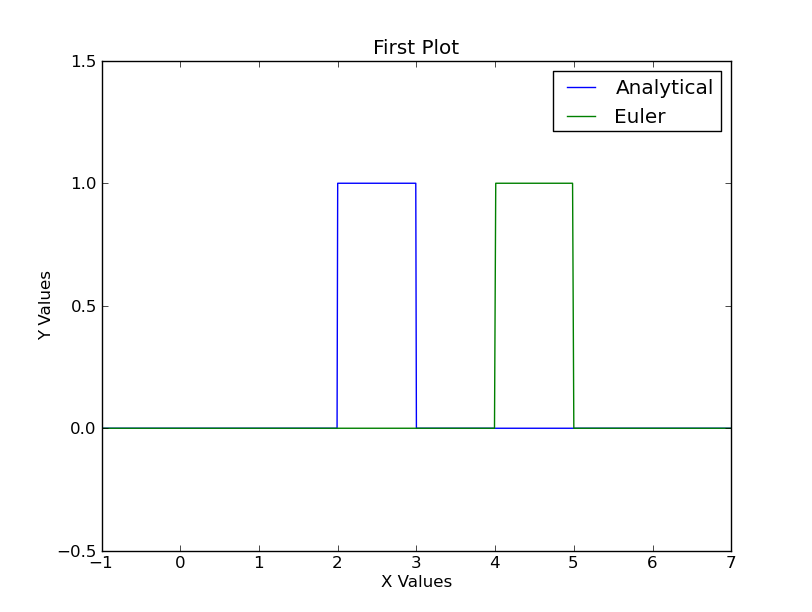 First Plot
1.5
Analytical
Euler
1.0
0.5
Y Values
0.0
−0.5
−1 0 1 2 3 4 5 6 7
X Values